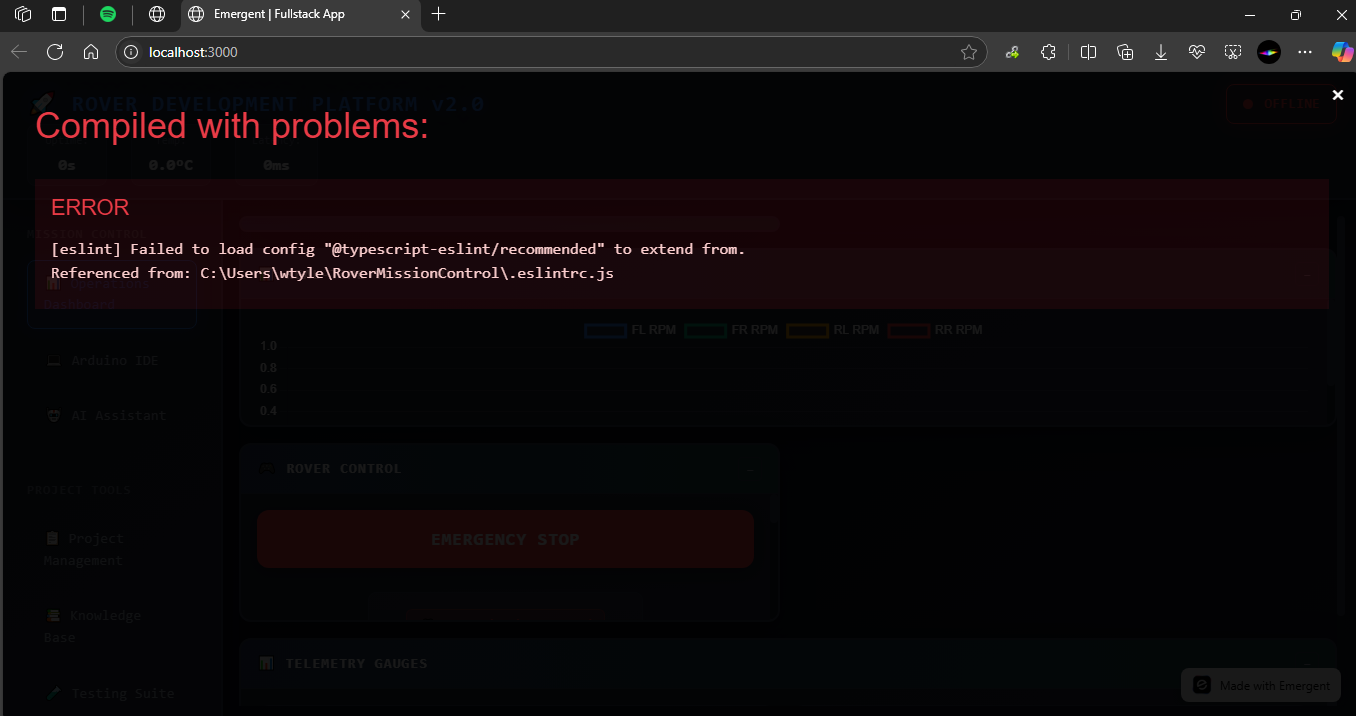 Emergent | Fullstack App
localhost:3000
ROVER DEVELOPMENT PLATFORM v2.0
OFFLINE
Compiled with problems:
0s 0.0°C 0ms
ERROR
MISSION CONTROL
[eslint] Failed to load config "@typescript-eslint/recommended" to extend from.
Referenced from: C:\Users\wtyle\RoverMissionControl\.eslintrc.js
Operations
Dashboard
FL RPM FR RPM RL RPM RR RPM
1.0
0.8
0.6
0.4
Arduino IDE
AI Assistant
ROVER CONTROL
PROJECT TOOLS
EMERGENCY STOP
Project
Management
Knowledge
Base
TELEMETRY GAUGES
Testing Suite
Made with Emergent